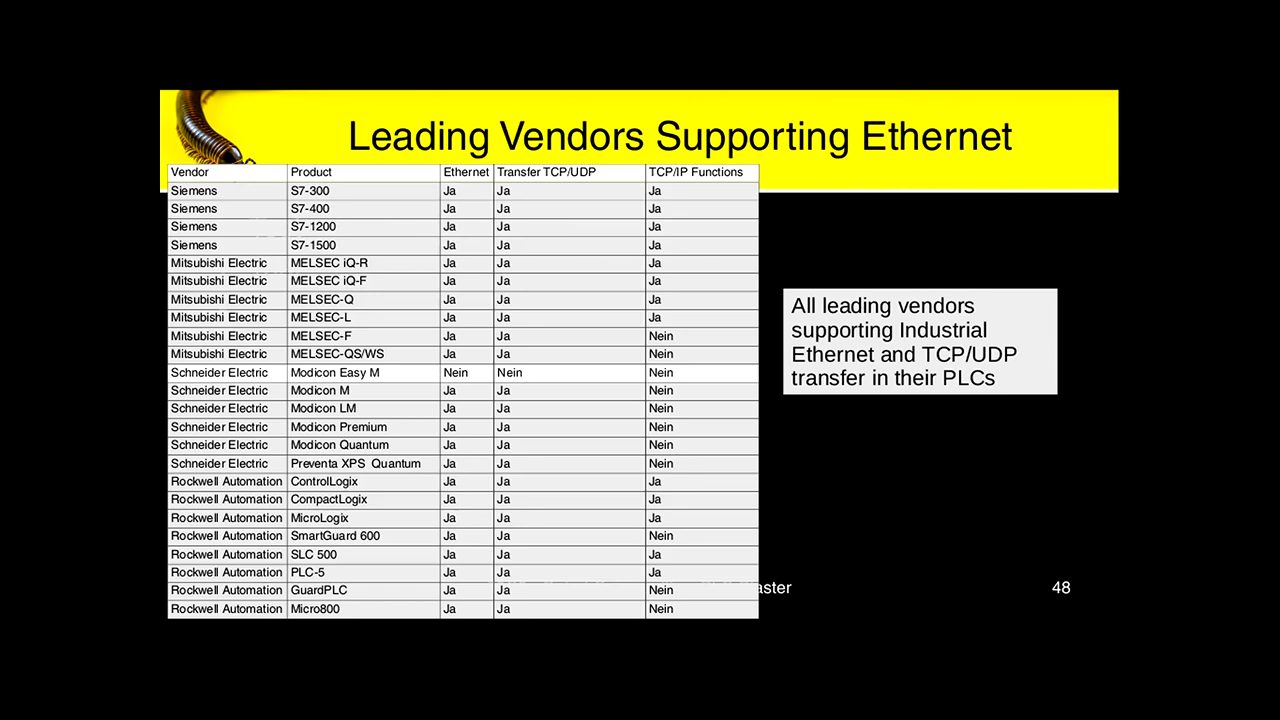 Leading Vendors Supporting Ethernet
Vendor Product Ethernet Transfer TCP/UDP TCP/IP Functions
Siemens S7-300 Ja Ja Ja
Siemens S7-400 Ja Ja Ja
Siemens S7-1200 Ja Ja Ja
Siemens S7-1500 Ja Ja Ja
Mitsubishi Electric MELSEC iQ-R Ja Ja Ja
Mitsubishi Electric MELSEC iQ-F Ja Ja Ja
Mitsubishi Electric MELSEC-Q Ja Ja Ja
Mitsubishi Electric MELSEC-L Ja Ja Ja
Mitsubishi Electric MELSEC-F Ja Ja Nein
Mitsubishi Electric MELSEC-QS/WS Ja Ja Nein
Schneider Electric Modicon Easy M Nein Nein Nein
Schneider Electric Modicon M Ja Ja Nein
Schneider Electric Modicon LM Ja Ja Nein
Schneider Electric Modicon Premium Ja Ja Nein
Schneider Electric Modicon Quantum Ja Ja Nein
Schneider Electric Preventa XPS Quantum Ja Ja Nein
Rockwell Automation ControlLogix Ja Ja Ja
Rockwell Automation CompactLogix Ja Ja Ja
Rockwell Automation MicroLogix Ja Ja Ja
Rockwell Automation SmartGuard 600 Ja Ja Nein
Rockwell Automation SLC 500 Ja Ja Ja
Rockwell Automation PLC-5 Ja Ja Ja
Rockwell Automation GuardPLC Ja Ja Nein
Rockwell Automation Micro800 Ja Ja Nein
All leading vendors
supporting Industrial
Ethernet and TCP/UDP
transfer in their PLCs
48